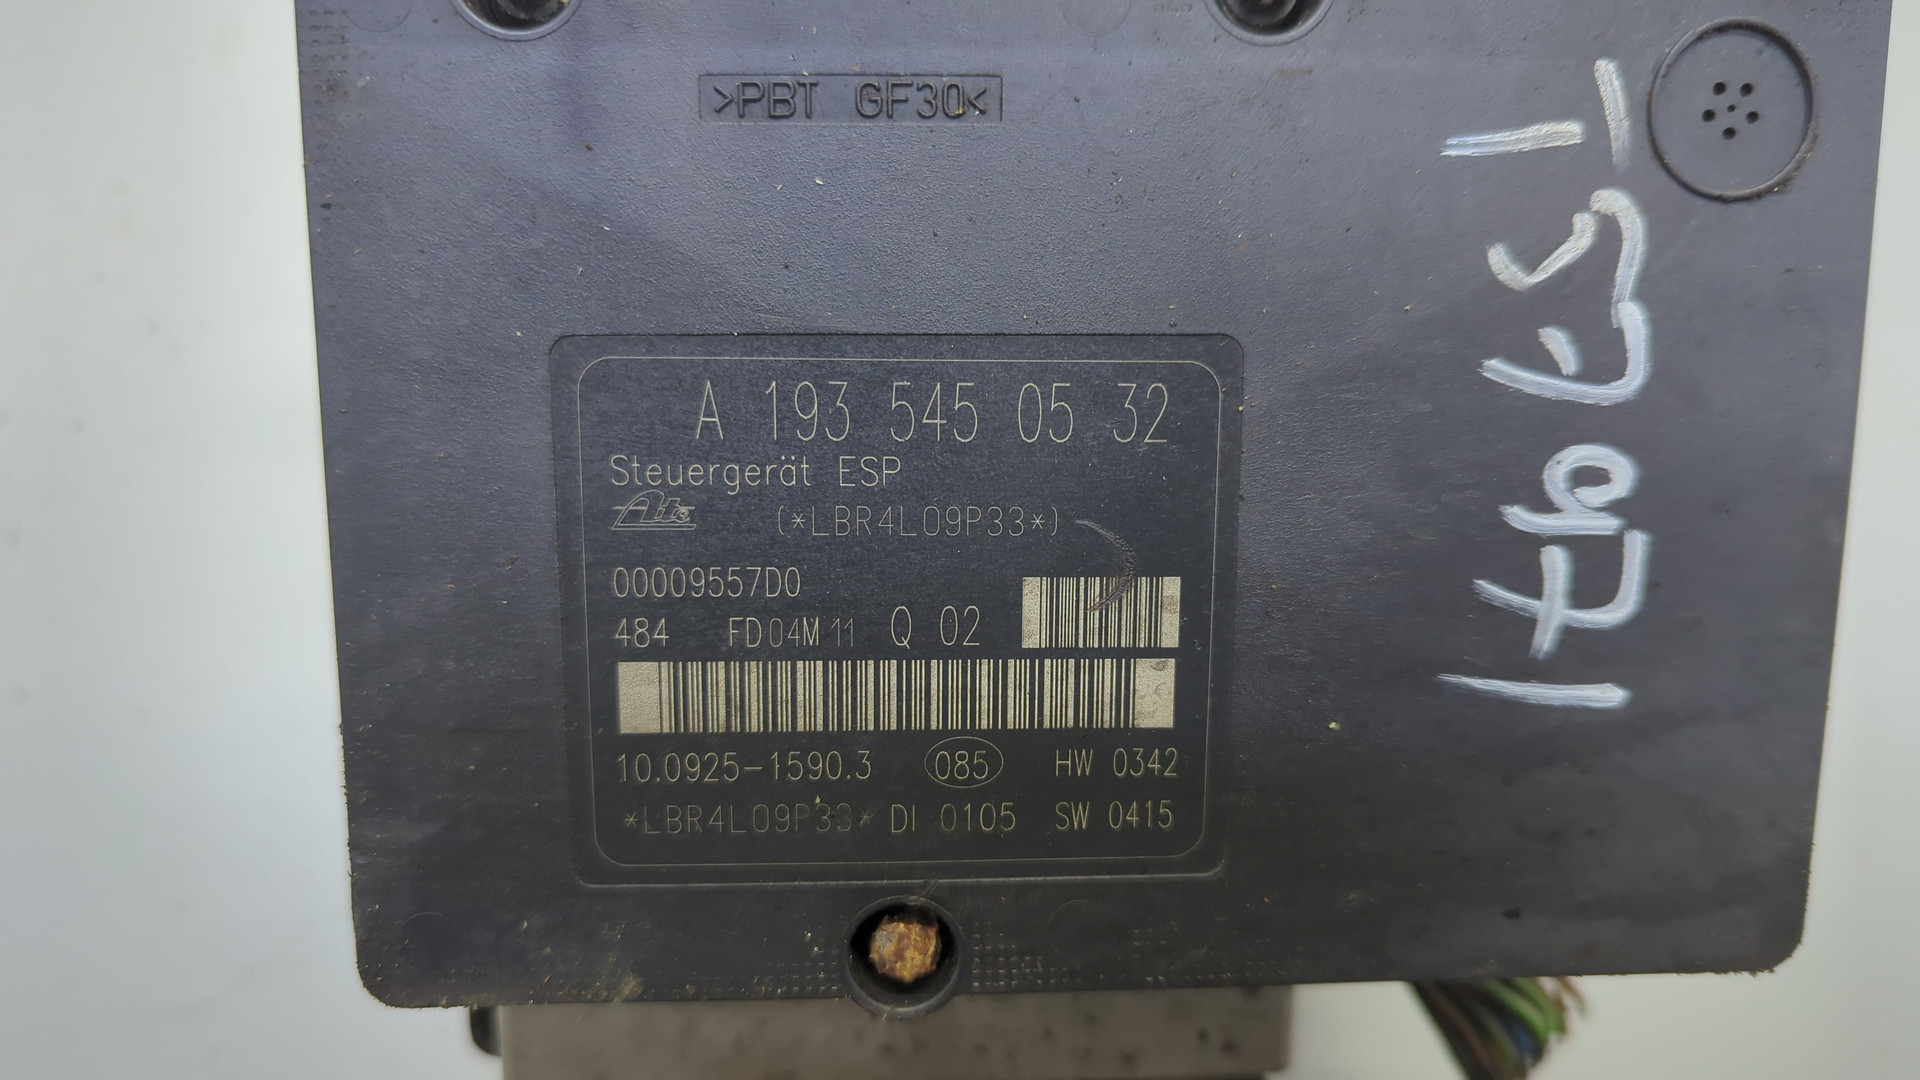 >PBT GF30<
A 193 545 05 32
Steuergerät ESP
Ate (*LBR4L09P33*)
00009557D0
484 FD04M11 Q 02
10.0925-1590.3 085 HW 0342
*LBR4L09P33* DI 0105 SW 0415